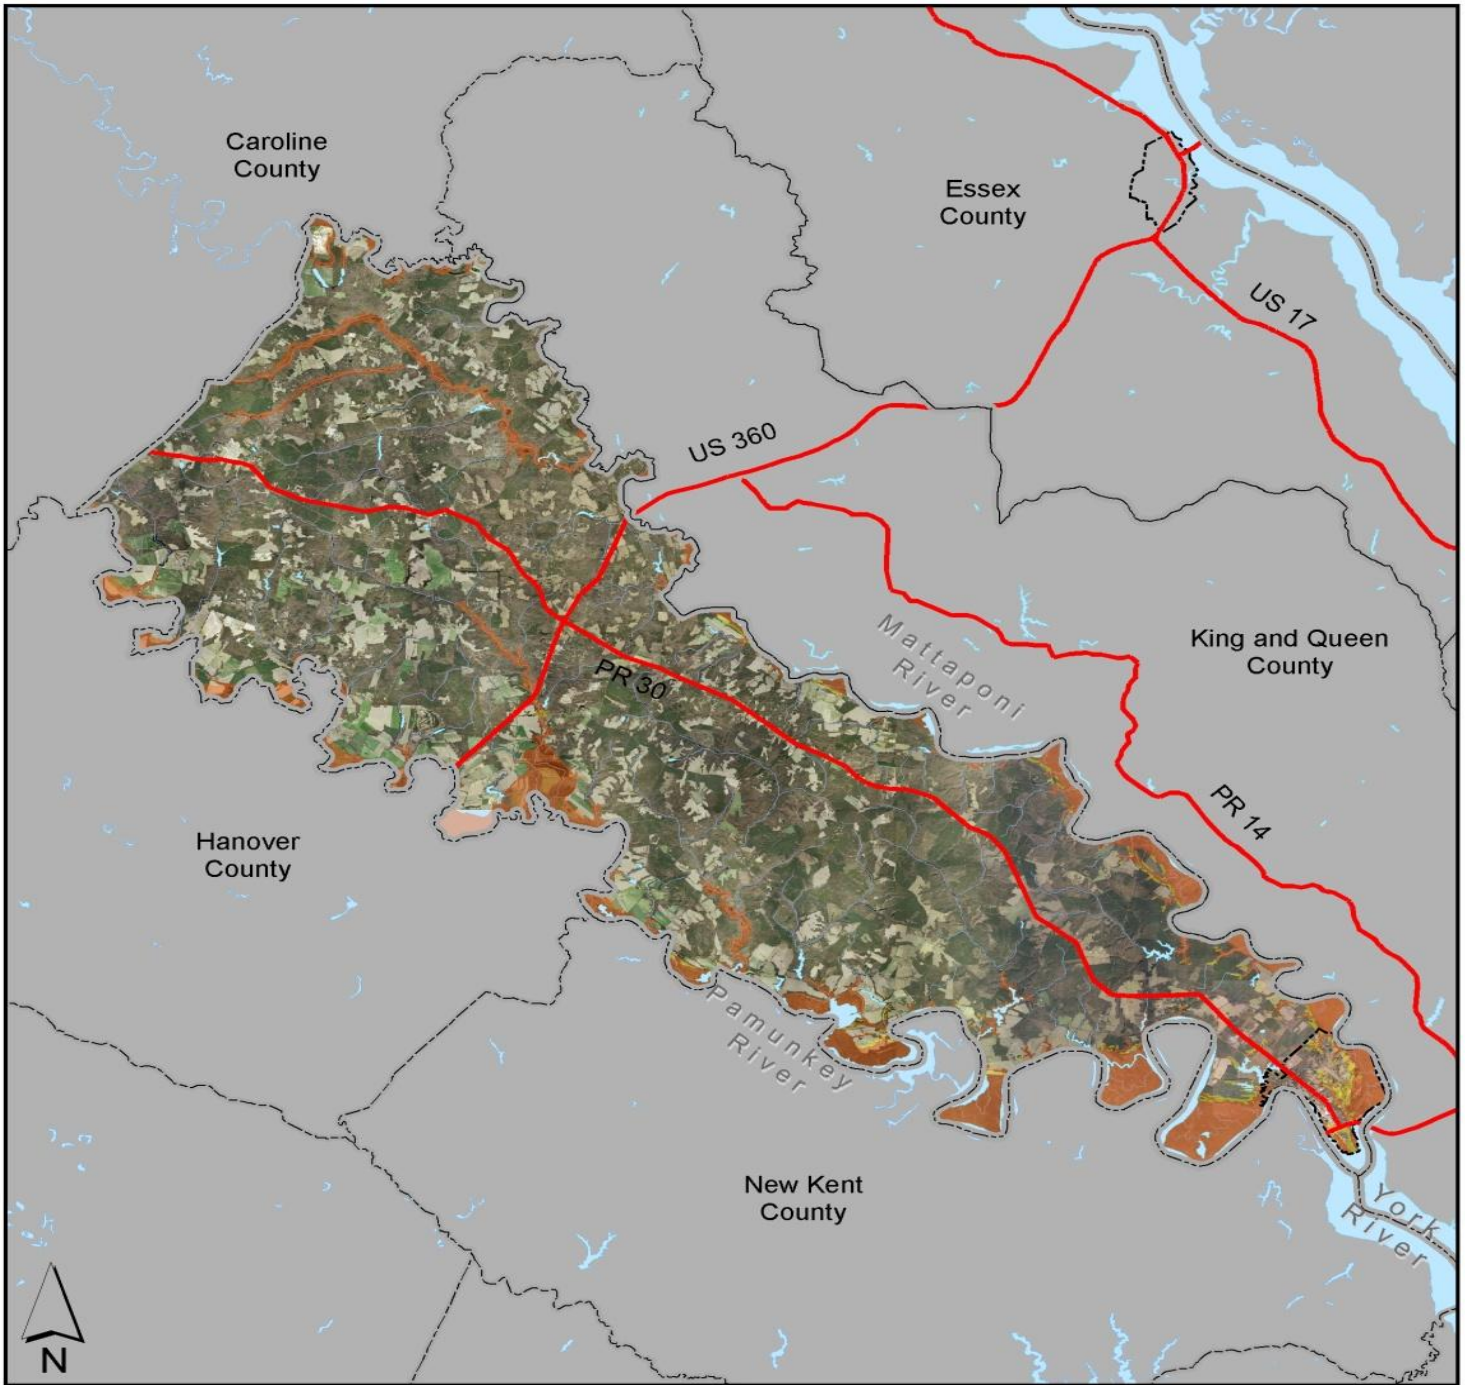 Caroline
County
Essex
County
US 17
US 360
Mattaponi
River
King and Queen
County
PR 30
PR 14
Hanover
County
Pamunkey
River
New Kent
County
York
River
N